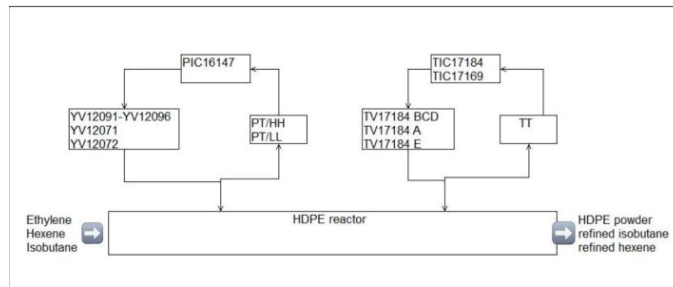 PIC16147
TIC17184
TIC17169
YV12091-YV12096
YV12071
YV12072
PT/HH
PT/LL
TV17184 BCD
TV17184 A
TV17184 E
TT
Ethylene
Hexene
Isobutane
HDPE reactor
HDPE powder
refined isobutane
refined hexene